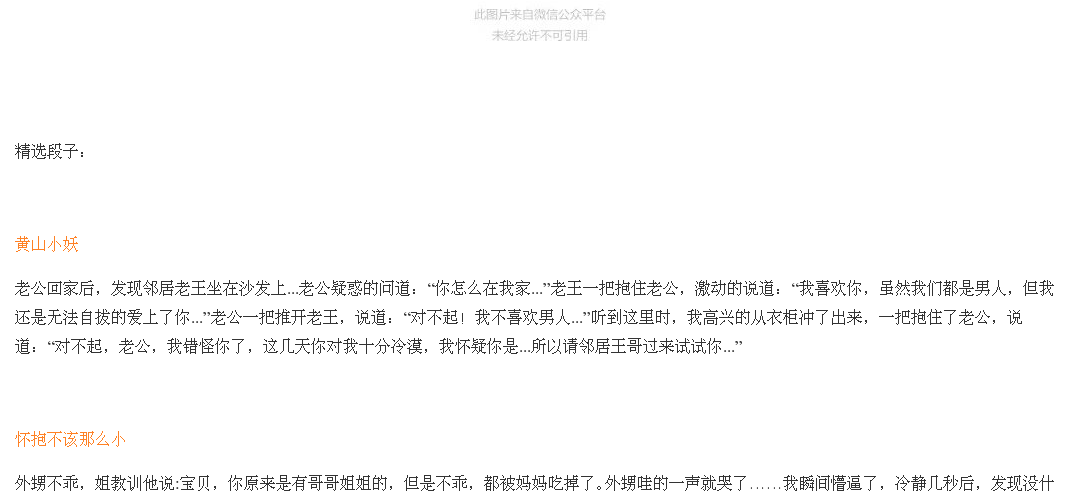 此图片来自微信公众平台
未经允许不可引用
精选段子：
黄山小妖
老公回家后，发现邻居老王坐在沙发上...老公疑惑的问道：“你怎么在我家...”老王一把抱住老公，激动的说道：“我喜欢你，虽然我们都是男人，但我
还是无法自拔的爱上了你...”老公一把推开老王，说道：“对不起！我不喜欢男人...”听到这里时，我高兴的从衣柜冲了出来，一把抱住了老公，说
道：“对不起，老公，我错怪你了，这几天你对我十分冷漠，我怀疑你是...所以请邻居王哥过来试试你...”
怀抱不该那么小
外甥不乖，姐教训他说:宝贝，你原来是有哥哥姐姐的，但是不乖，都被妈妈吃掉了。外甥哇的一声就哭了……我瞬间懵逼了，冷静几秒后，发现没什